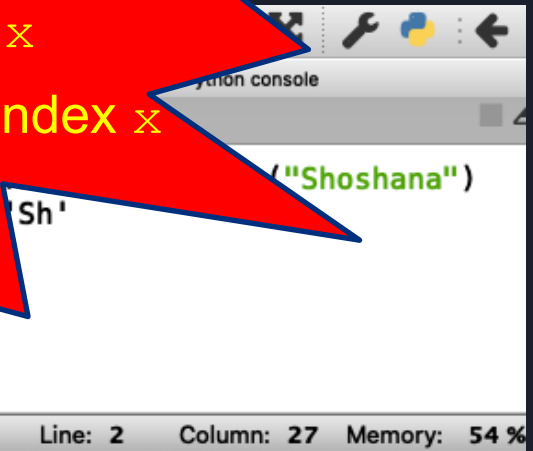 x
ython console
ndex x
("Shoshana")
'Sh'
Line: 2 Column: 27 Memory: 54 %